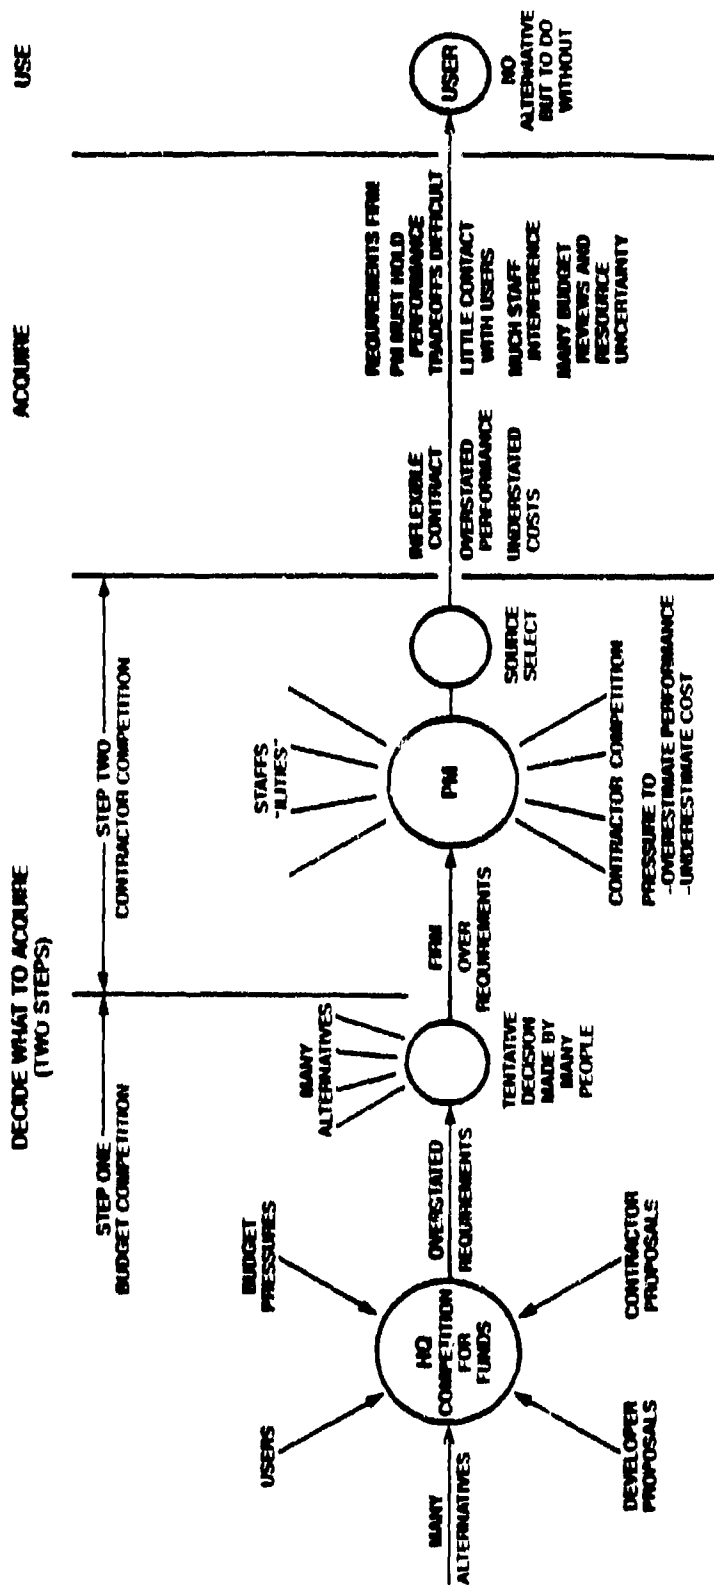 DECIDE WHAT TO ACQUIRE
(TWO STEPS)
ACQUIRE
USE
STEP ONE
BUDGET COMPETITION
STEP TWO
CONTRACTOR COMPETITION
USERS
BUDGET
PRESSURES
MANY
ALTERNATIVES
HQ
COMPETITION
FOR
FUNDS
DEVELOPER
PROPOSALS
CONTRACTOR
PROPOSALS
OVERSTATED
REQUIREMENTS
MANY
ALTERNATIVES
TENTATIVE
DECISION
MADE BY
MANY
PEOPLE
FIRM
OVER
REQUIREMENTS
STAFFS
"ILITIES"
PM
CONTRACTOR COMPETITION
PRESSURE TO
-OVERESTIMATE PERFORMANCE
-UNDERESTIMATE COST
SOURCE
SELECT
INFLEXIBLE
CONTRACT
OVERSTATED
PERFORMANCE
UNDERSTATED
COSTS
REQUIREMENTS FIRM
PM MUST HOLD
PERFORMANCE
TRADEOFFS DIFFICULT
LITTLE CONTACT
WITH USERS
MUCH STAFF
INTERFERENCE
MANY BUDGET
REVIEWS AND
RESOURCE
UNCERTAINTY
USER
NO
ALTERNATIVE
BUT TO DO
WITHOUT